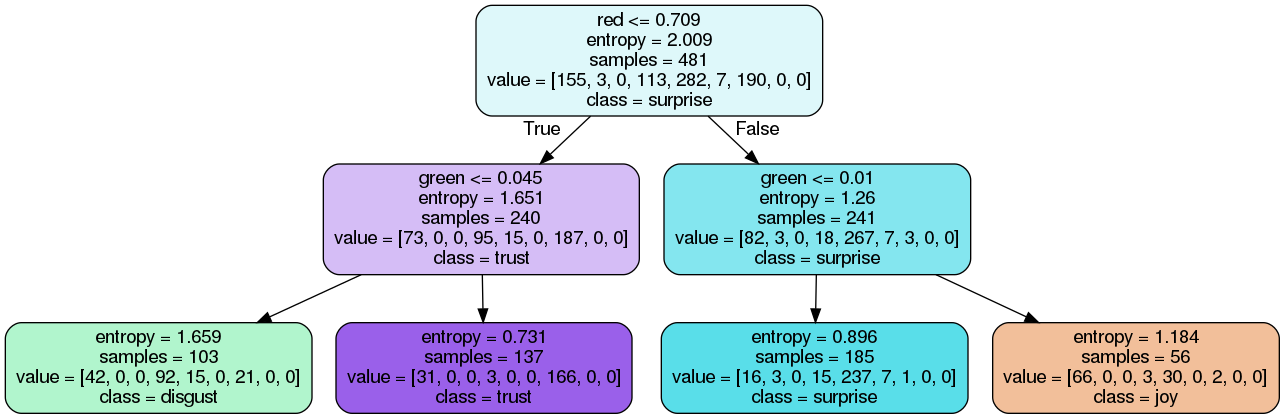 red <= 0.709
entropy = 2.009
samples = 481
value = [155, 3, 0, 113, 282, 7, 190, 0, 0]
class = surprise
True
False
green <= 0.045
entropy = 1.651
samples = 240
value = [73, 0, 0, 95, 15, 0, 187, 0, 0]
class = trust
green <= 0.01
entropy = 1.26
samples = 241
value = [82, 3, 0, 18, 267, 7, 3, 0, 0]
class = surprise
entropy = 1.659
samples = 103
value = [42, 0, 0, 92, 15, 0, 21, 0, 0]
class = disgust
entropy = 0.731
samples = 137
value = [31, 0, 0, 3, 0, 0, 166, 0, 0]
class = trust
entropy = 0.896
samples = 185
value = [16, 3, 0, 15, 237, 7, 1, 0, 0]
class = surprise
entropy = 1.184
samples = 56
value = [66, 0, 0, 3, 30, 0, 2, 0, 0]
class = joy